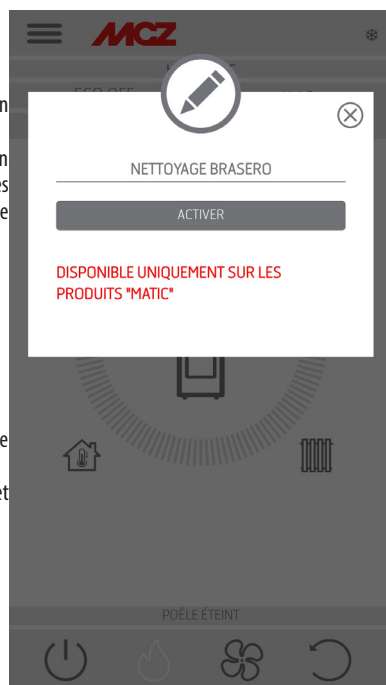 MCZ
NETTOYAGE BRASERO
ACTIVER
DISPONIBLE UNIQUEMENT SUR LES
PRODUITS "MATIC"
POÊLE ÉTEINT